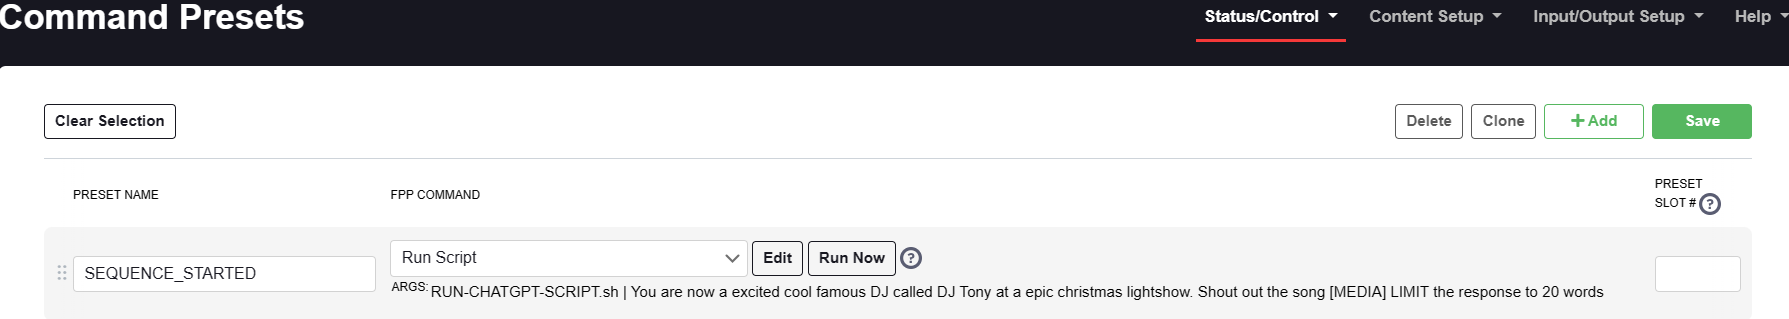 Command Presets
Status/Control
Content Setup
Input/Output Setup
Help
Clear Selection
Delete
Clone
+ Add
Save
PRESET NAME
FPP COMMAND
PRESET
SLOT # ?
SEQUENCE_STARTED
Run Script
Edit
Run Now
?
ARGS: RUN-CHATGPT-SCRIPT.sh | You are now a excited cool famous DJ called DJ Tony at a epic christmas lightshow. Shout out the song [MEDIA] LIMIT the response to 20 words